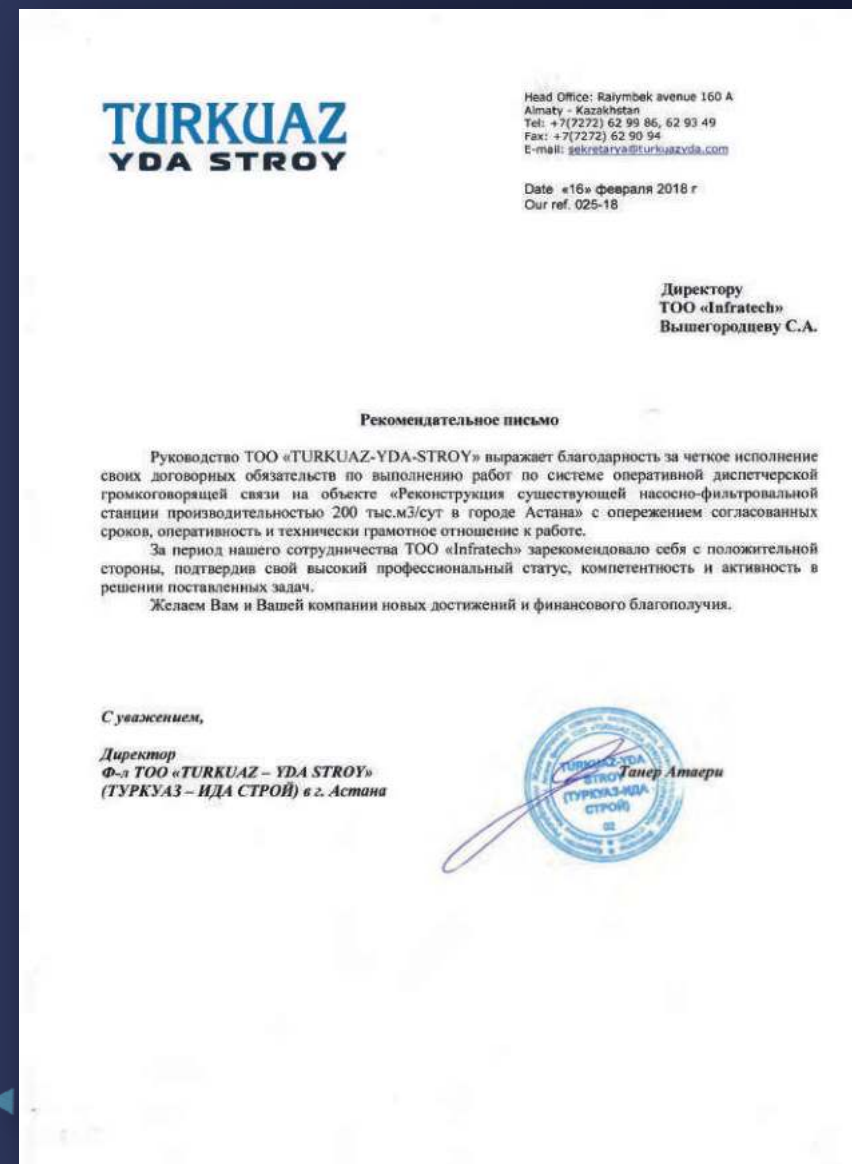 TURKUAZ
YDA STROY
Head Office: Raiymbek avenue 160 A
Almaty - Kazakhstan
Tel: +7(7272) 62 99 86, 62 93 49
Fax: +7(7272) 62 90 94
E-mail: sekretarya@turkuazyda.com
Date «16» февраля 2018 г
Our ref. 025-18
Директору
ТОО «Infratech»
Вышегородцеву С.А.
Рекомендательное письмо
Руководство ТОО «TURKUAZ-YDA-STROY» выражает благодарность за четкое исполнение
своих договорных обязательств по выполнению работ по системе оперативной диспетчерской
громкоговорящей связи на объекте «Реконструкция существующей насосно-фильтровальной
станции производительностью 200 тыс.м3/сут в городе Астана» с опережением согласованных
сроков, оперативность и технически грамотное отношение к работе.
За период нашего сотрудничества ТОО «Infratech» зарекомендовало себя с положительной
стороны, подтвердив свой высокий профессиональный статус, компетентность и активность в
решении поставленных задач.
Желаем Вам и Вашей компании новых достижений и финансового благополучия.
С уважением,
Директор
Ф-л ТОО «TURKUAZ – YDA STROY»
(ТУРКУАЗ – ИДА СТРОЙ) в г. Астана
Танер Атаери
TURKUAZ-YDA
STROY
(ТУРКУАЗ-ИДА
СТРОЙ)
02